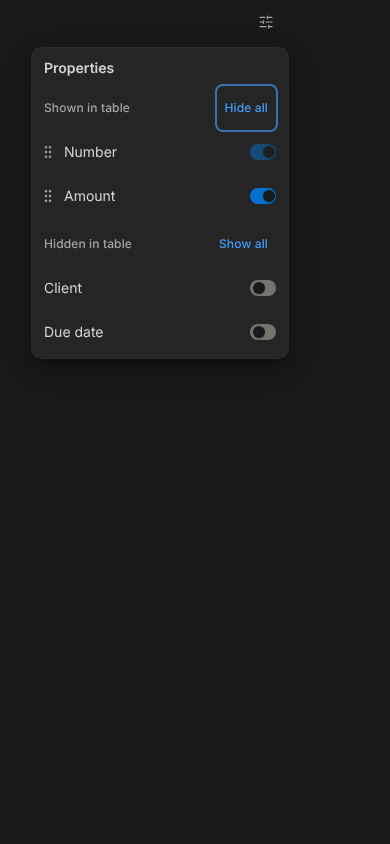 Properties
Shown in table
Hide all
Number
Amount
Hidden in table
Show all
Client
Due date